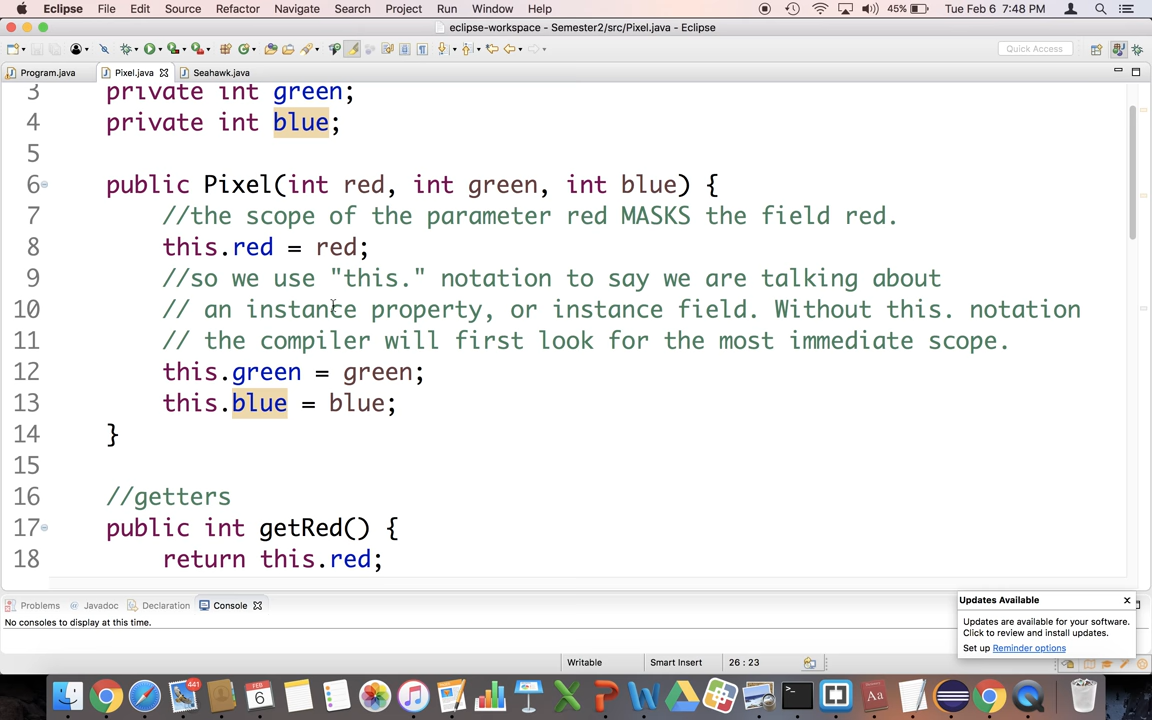 Eclipse File Edit Source Refactor Navigate Search Project Run Window Help 45% Tue Feb 6 7:48 PM
eclipse-workspace - Semester2/src/Pixel.java - Eclipse
Quick Access
Program.java Pixel.java Seahawk.java
3 private int green;
4 private int blue;
5
6 public Pixel(int red, int green, int blue) {
7 //the scope of the parameter red MASKS the field red.
8 this.red = red;
9 //so we use "this." notation to say we are talking about
10 // an instance property, or instance field. Without this. notation
11 // the compiler will first look for the most immediate scope.
12 this.green = green;
13 this.blue = blue;
14 }
15
16 //getters
17 public int getRed() {
18 return this.red;
Problems Javadoc Declaration Console
No consoles to display at this time.
Updates Available
Updates are available for your software.
Click to review and install updates.
Set up Reminder options
Writable Smart Insert 26 : 23
441
FEB
6